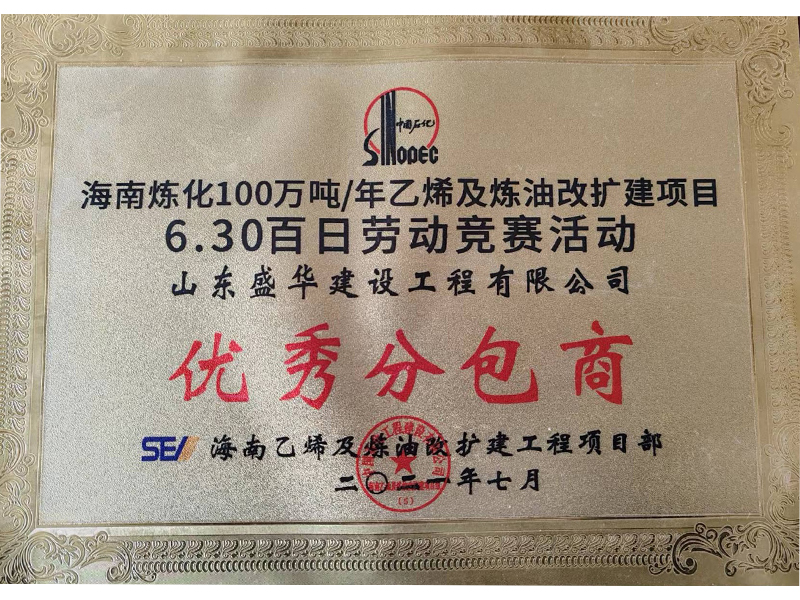 中国石化
SINOPEC
海南炼化100万吨/年乙烯及炼油改扩建项目
6.30百日劳动竞赛活动
山东盛华建设工程有限公司
优秀分包商
SEI 海南乙烯及炼油改扩建工程项目部
二〇二一年七月
(5)